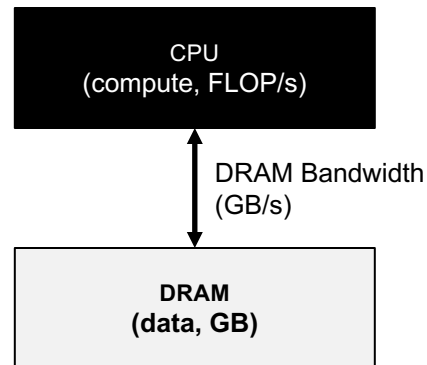 CPU
(compute, FLOP/s)
DRAM Bandwidth
(GB/s)
DRAM
(data, GB)